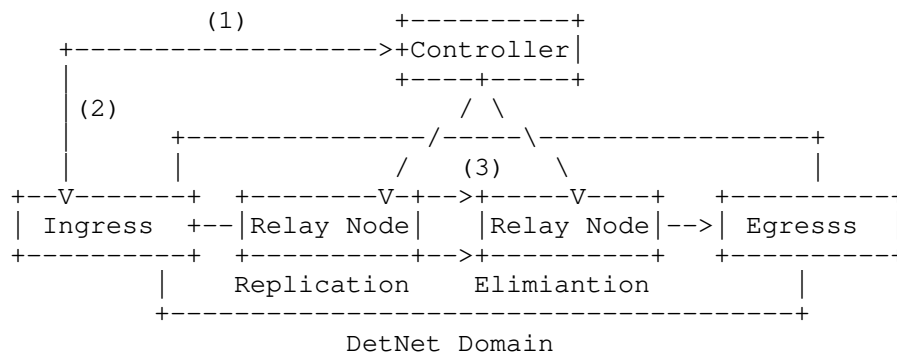 (1)
Controller
(2)
(3)
Ingress Relay Node Relay Node Egresss
Replication Elimiantion
DetNet Domain